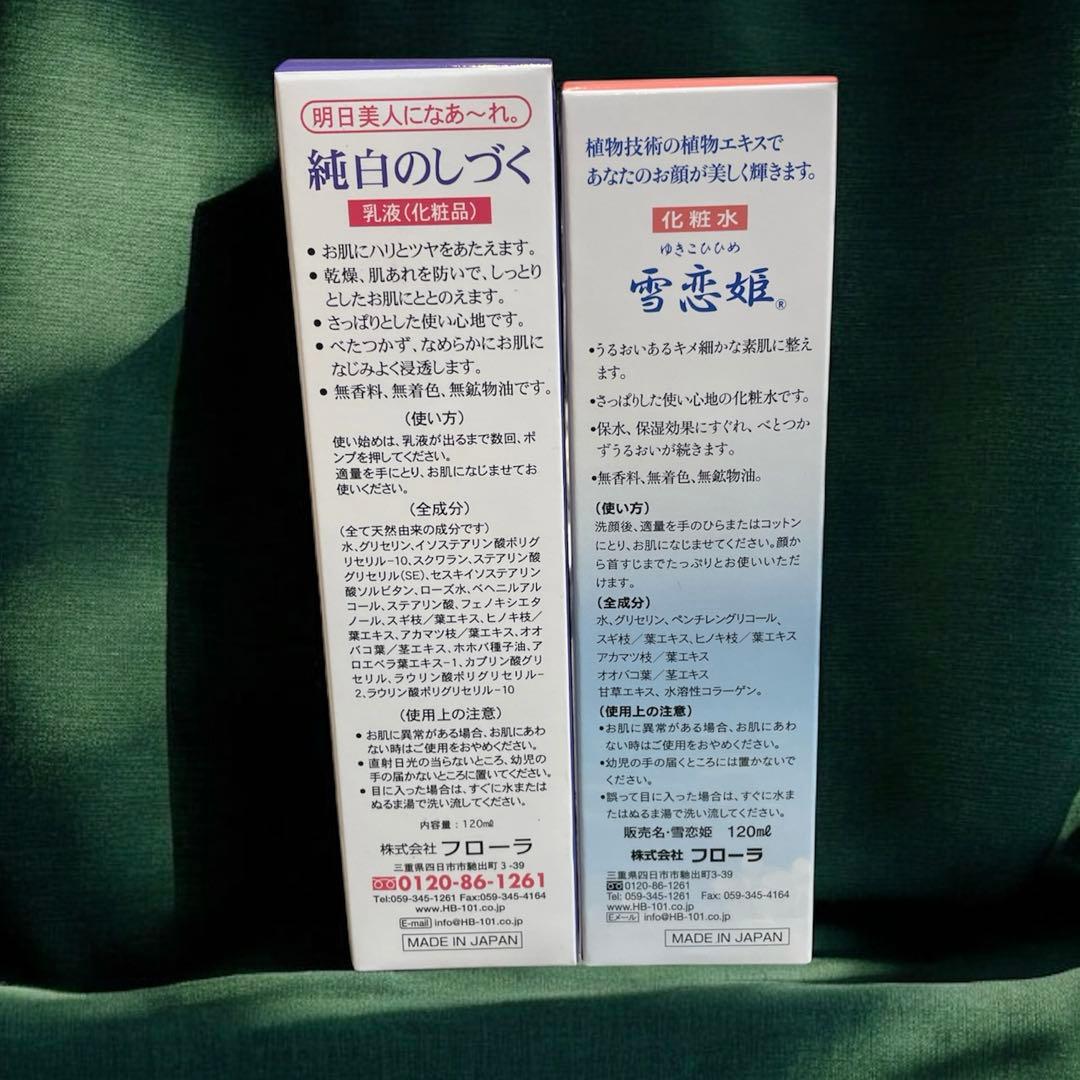 明日美人になあ〜れ。
純白のしづく
乳液(化粧品)
● お肌にハリとツヤをあたえます。
● 乾燥、肌あれを防いで、しっとり
としたお肌にととのえます。
● さっぱりとした使い心地です。
● べたつかず、なめらかにお肌に
なじみよく浸透します。
● 無香料、無着色、無鉱物油です。
(使い方)
使い始めは、乳液が出るまで数回、ポ
ンプを押してください。
適量を手にとり、お肌になじませてお
使いください。
(全成分)
(全て天然由来の成分です)
水、グリセリン、イソステアリン酸ポリグ
リセリル-10、スクワラン、ステアリン酸
グリセリル(SE)、セスキイソステアリン
酸ソルビタン、ローズ水、ベヘニルアル
コール、ステアリン酸、フェノキシエタ
ノール、スギ枝/葉エキス、ヒノキ枝/
葉エキス、アカマツ枝/葉エキス、オオ
バコ葉/茎エキス、ホホバ種子油、ア
ロエベラ葉エキス-1、カプリン酸グリ
セリル、ラウリン酸ポリグリセリル-
2、ラウリン酸ポリグリセリル-10
(使用上の注意)
● お肌に異常がある場合、お肌にあわ
ない時はご使用をおやめください。
● 直射日光の当らないところ、幼児の
手の届かないところに置いてください。
● 目に入った場合は、すぐに水または
ぬるま湯で洗い流してください。
内容量:120㎖
株式会社 フローラ
三重県四日市市馳出町3-39
0120-86-1261
Tel:059-345-1261 Fax:059-345-4164
www.HB-101.co.jp
E-mail info@HB-101.co.jp
MADE IN JAPAN
植物技術の植物エキスで
あなたのお顔が美しく輝きます。
化粧水
ゆきこひひめ
雪恋姫®
•うるおいあるキメ細かな素肌に整え
ます。
•さっぱりした使い心地の化粧水です。
•保水、保湿効果にすぐれ、べとつか
ずうるおいが続きます。
•無香料、無着色、無鉱物油。
(使い方)
洗顔後、適量を手のひらまたはコットン
にとり、お肌になじませてください。顔か
ら首すじまでたっぷりとお使いいただ
けます。
(全成分)
水、グリセリン、ペンチレングリコール、
スギ枝/葉エキス、ヒノキ枝/葉エキス
アカマツ枝/葉エキス
オオバコ葉/茎エキス
甘草エキス、水溶性コラーゲン。
(使用上の注意)
•お肌に異常がある場合、お肌にあわ
ない時はご使用をおやめください。
•幼児の手の届くところには置かないで
ください。
•誤って目に入った場合は、すぐに水ま
たはぬるま湯で洗い流してください。
販売名・雪恋姫 120㎖
株式会社 フローラ
三重県四日市市馳出町3-39
0120-86-1261
Tel: 059-345-1261 Fax: 059-345-4164
www.HB-101.co.jp
Eメール info@HB-101.co.jp
MADE IN JAPAN